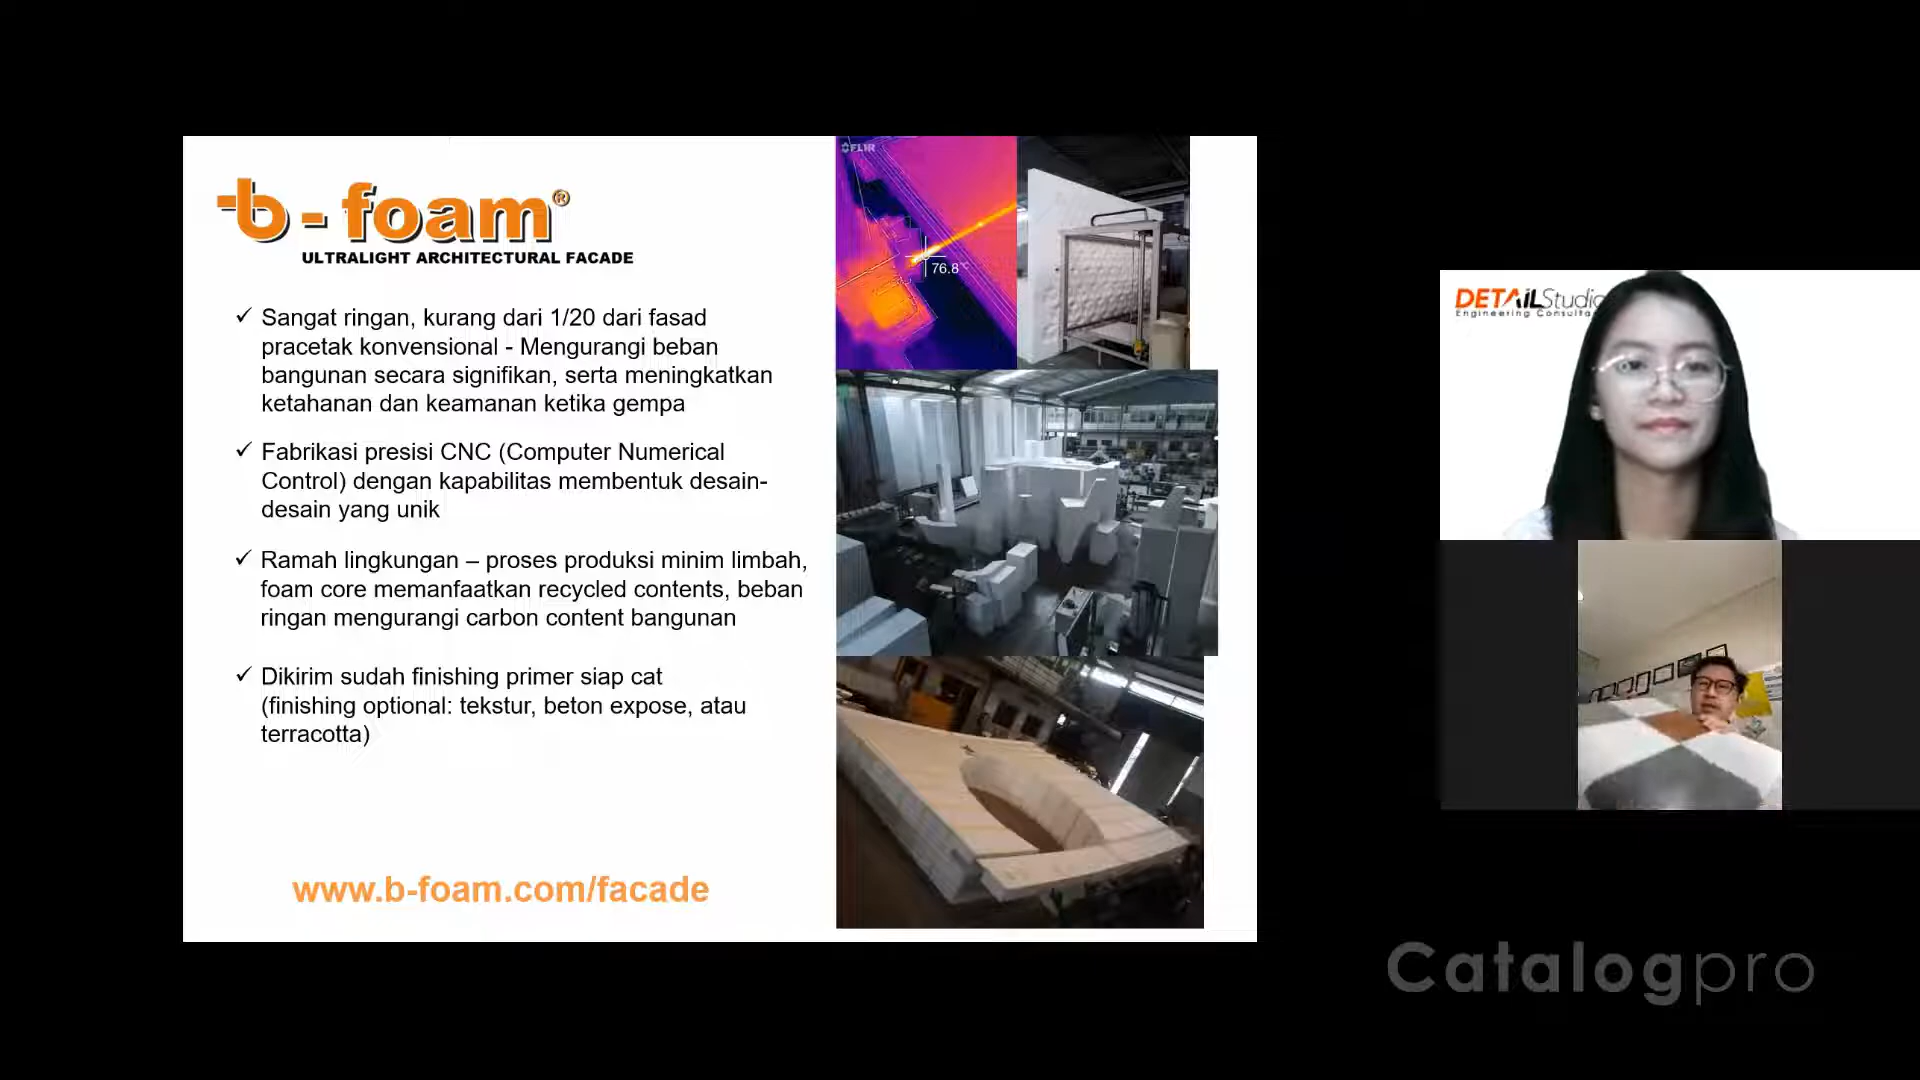 b-foam®
ULTRALIGHT ARCHITECTURAL FACADE
✓ Sangat ringan, kurang dari 1/20 dari fasad
pracetak konvensional - Mengurangi beban
bangunan secara signifikan, serta meningkatkan
ketahanan dan keamanan ketika gempa
✓ Fabrikasi presisi CNC (Computer Numerical
Control) dengan kapabilitas membentuk desain-
desain yang unik
✓ Ramah lingkungan – proses produksi minim limbah,
foam core memanfaatkan recycled contents, beban
ringan mengurangi carbon content bangunan
✓ Dikirim sudah finishing primer siap cat
(finishing optional: tekstur, beton expose, atau
terracotta)
www.b-foam.com/facade
FLIR
76.8°C
DETAiLStudio
Engineering Consulta
Catalogpro